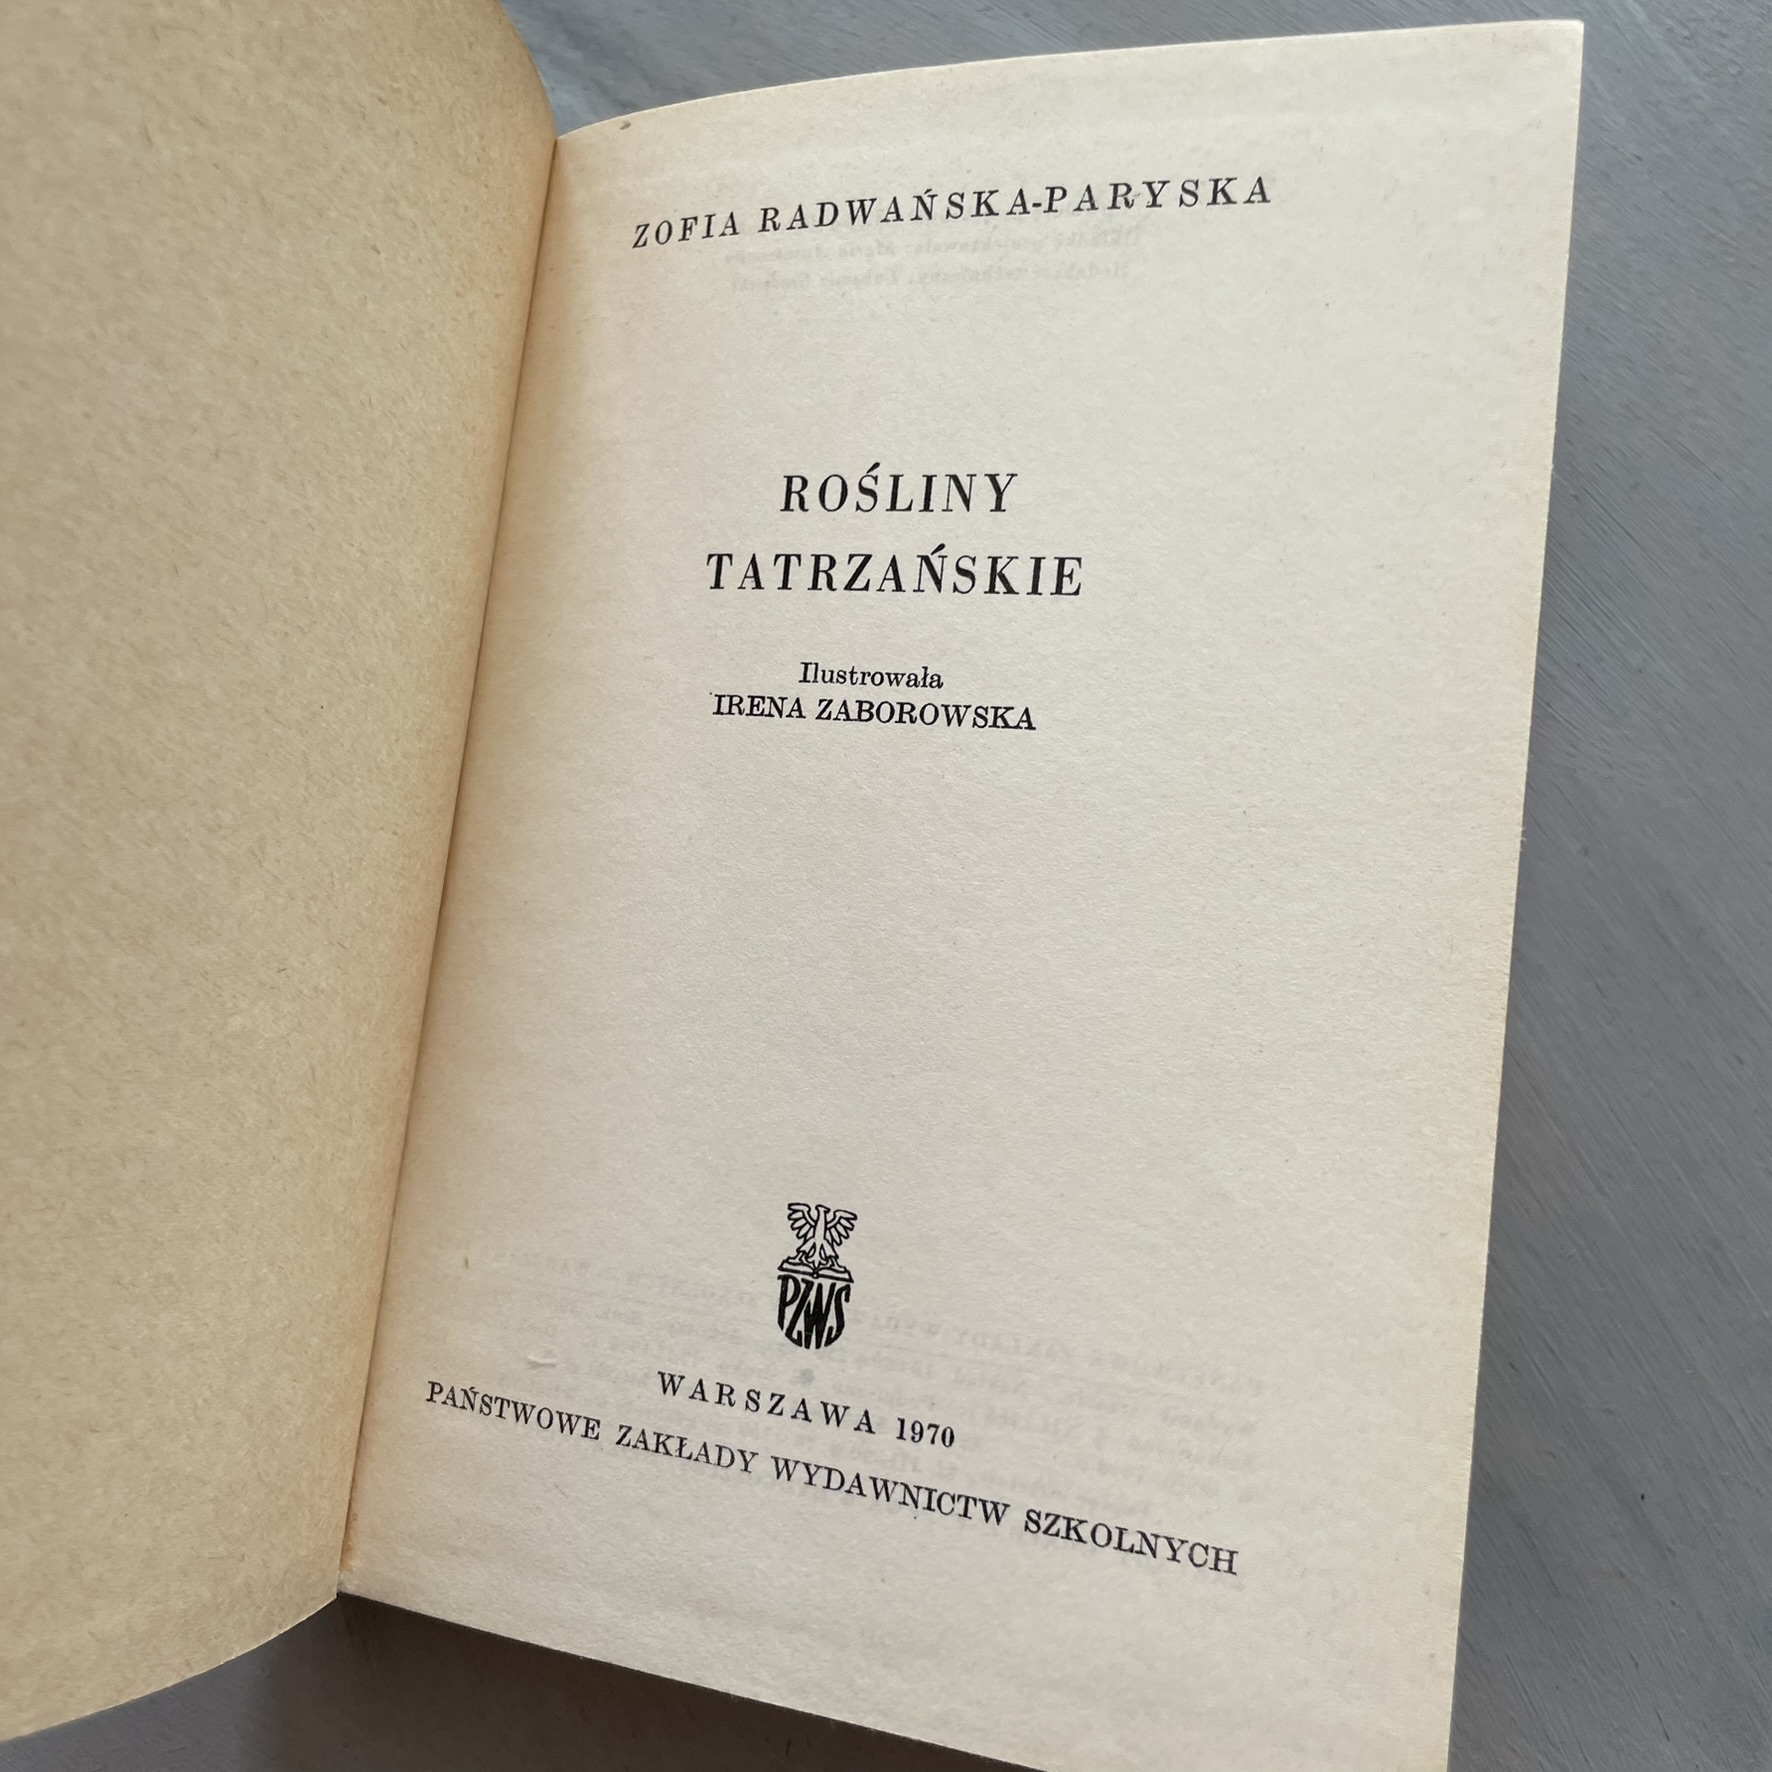 ZOFIA RADWAŃSKA-PARYSKA
ROŚLINY
TATRZAŃSKIE
Ilustrowała
IRENA ZABOROWSKA
PZWS
WARSZAWA 1970
PAŃSTWOWE ZAKŁADY WYDAWNICTW SZKOLNYCH